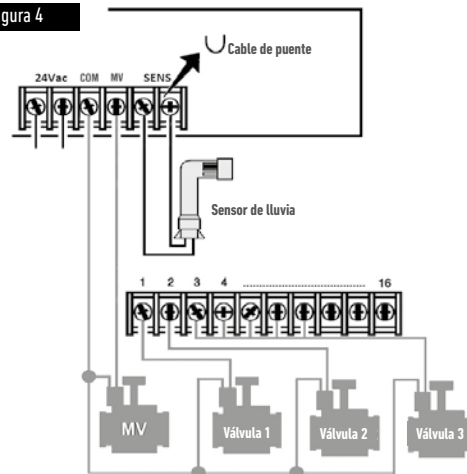 gura 4
Cable de puente
24Vac COM MV SENS
Sensor de lluvia
1 2 3 4 ........................................ 16
MV
Válvula 1
Válvula 2
Válvula 3